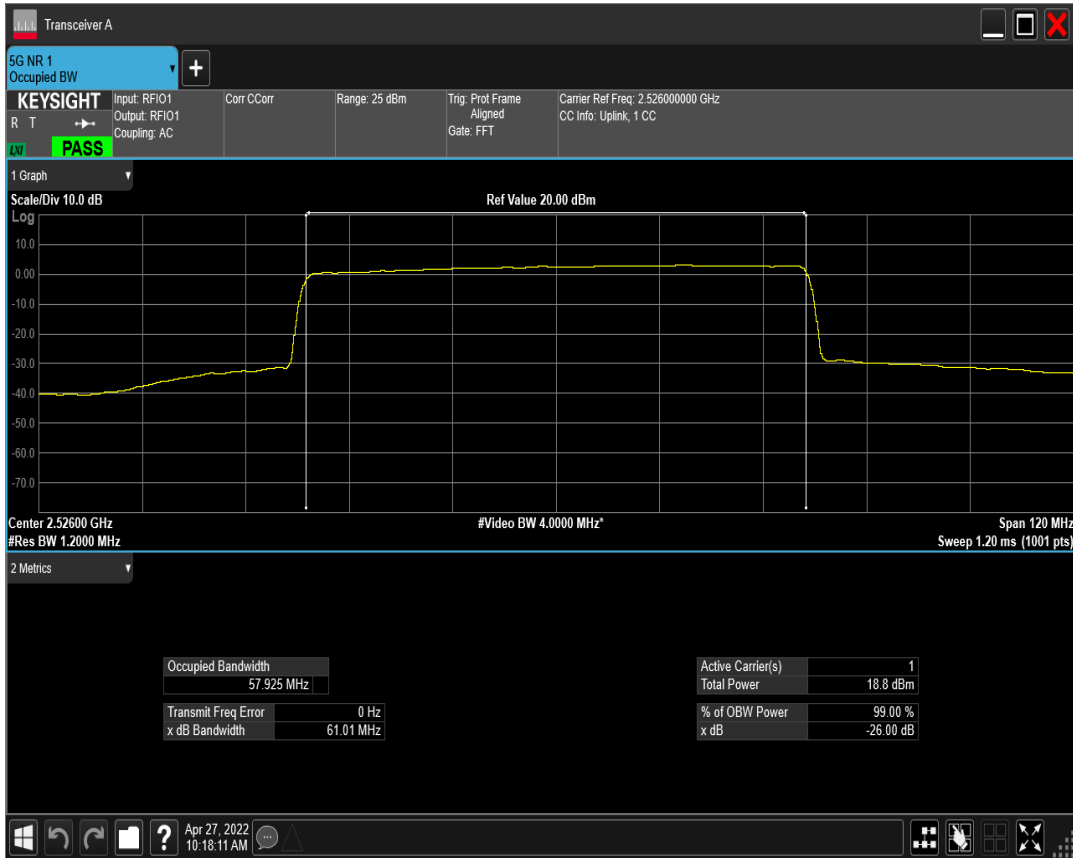 Transceiver A
5G NR 1
Occupied BW
KEYSIGHT
R T
LXI
PASS
Input: RFIO1
Output: RFIO1
Coupling: AC
Corr CCorr
Range: 25 dBm
Trig: Prot Frame
Aligned
Gate: FFT
Carrier Ref Freq: 2.526000000 GHz
CC Info: Uplink, 1 CC
1 Graph
Scale/Div 10.0 dB
Ref Value 20.00 dBm
Log
10.0
0.00
-10.0
-20.0
-30.0
-40.0
-50.0
-60.0
-70.0
Center 2.52600 GHz
#Video BW 4.0000 MHz*
Span 120 MHz
#Res BW 1.2000 MHz
Sweep 1.20 ms (1001 pts)
2 Metrics
Occupied Bandwidth
57.925 MHz
Transmit Freq Error 0 Hz
x dB Bandwidth 61.01 MHz
Active Carrier(s) 1
Total Power 18.8 dBm
% of OBW Power 99.00 %
x dB -26.00 dB
?
Apr 27, 2022
10:18:11 AM